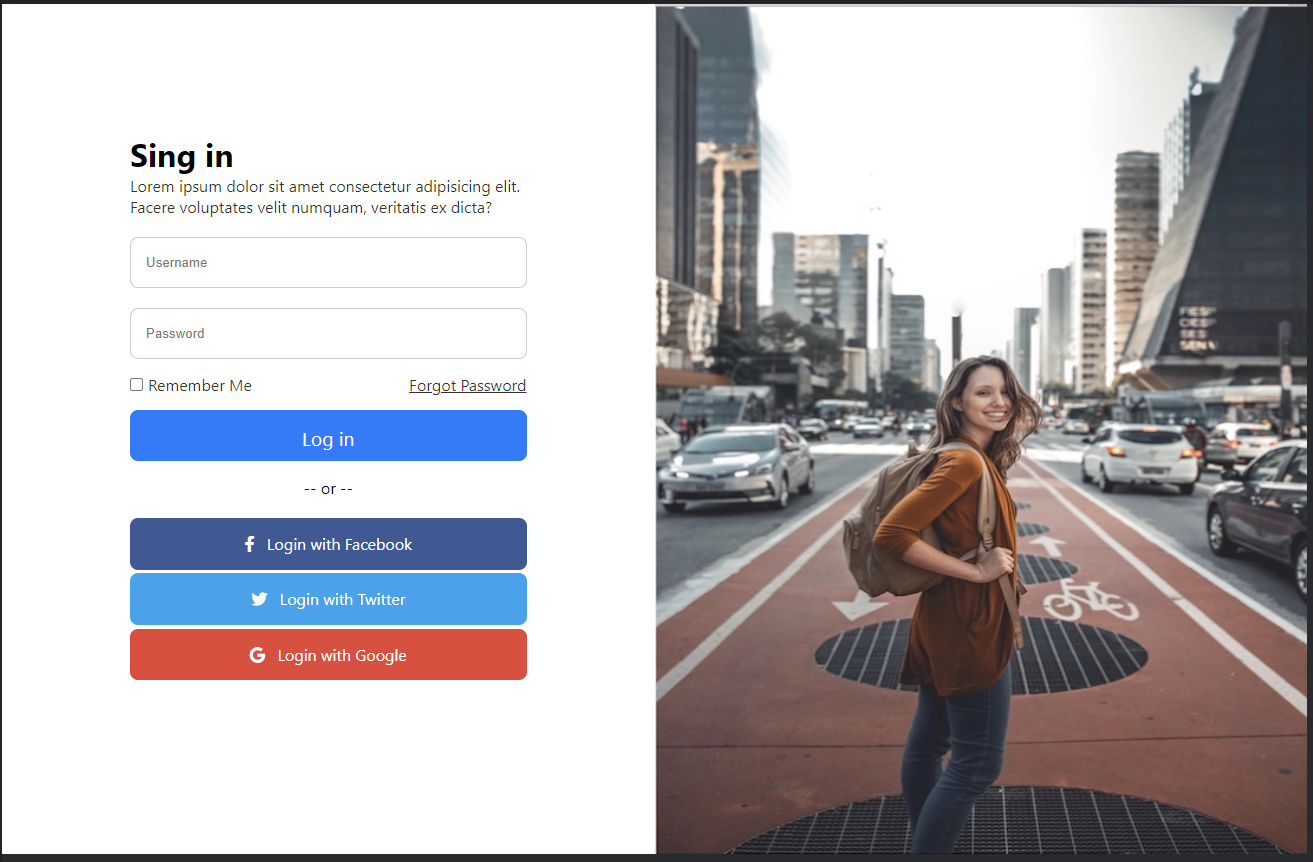 Sing in
Lorem ipsum dolor sit amet consectetur adipisicing elit.
Facere voluptates velit numquam, veritatis ex dicta?
Username
Password
Remember Me
Forgot Password
Log in
-- or --
Login with Facebook
Login with Twitter
Login with Google